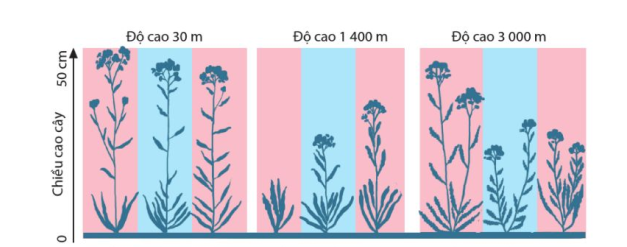 Độ cao 30 m
Độ cao 1 400 m
Độ cao 3 000 m
50 cm
Chiều cao cây
0